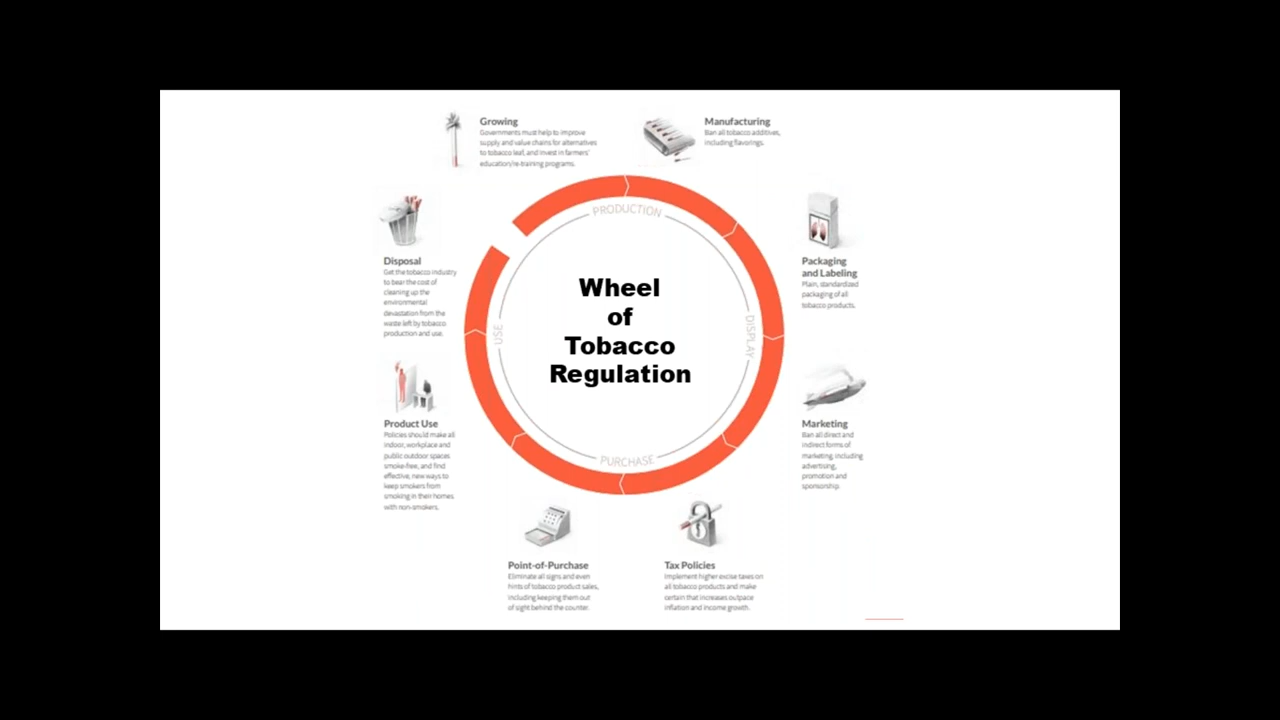 Growing
Governments must help to improve
supply and value chains for alternatives
to tobacco leaf, and invest in farmers'
education/re-training programs.
Manufacturing
Ban all tobacco additives,
including flavorings.
Disposal
Get the tobacco industry
to bear the cost of
cleaning up the
environmental
devastation from the
waste left by tobacco
production and use.
Packaging
and Labeling
Plain, standardized
packaging of all
tobacco products.
PRODUCTION
DISPLAY
PURCHASE
USE
Wheel
of
Tobacco
Regulation
Product Use
Policies should make all
indoor, workplace and
public outdoor spaces
smoke-free, and find
effective, new ways to
keep smokers from
smoking in their homes
with non-smokers.
Marketing
Ban all direct and
indirect forms of
marketing, including
advertising,
promotion and
sponsorship.
Point-of-Purchase
Eliminate all signs and even
hints of tobacco product sales,
including keeping them out
of sight behind the counter.
Tax Policies
Implement higher excise taxes on
all tobacco products and make
certain that increases outpace
inflation and income growth.